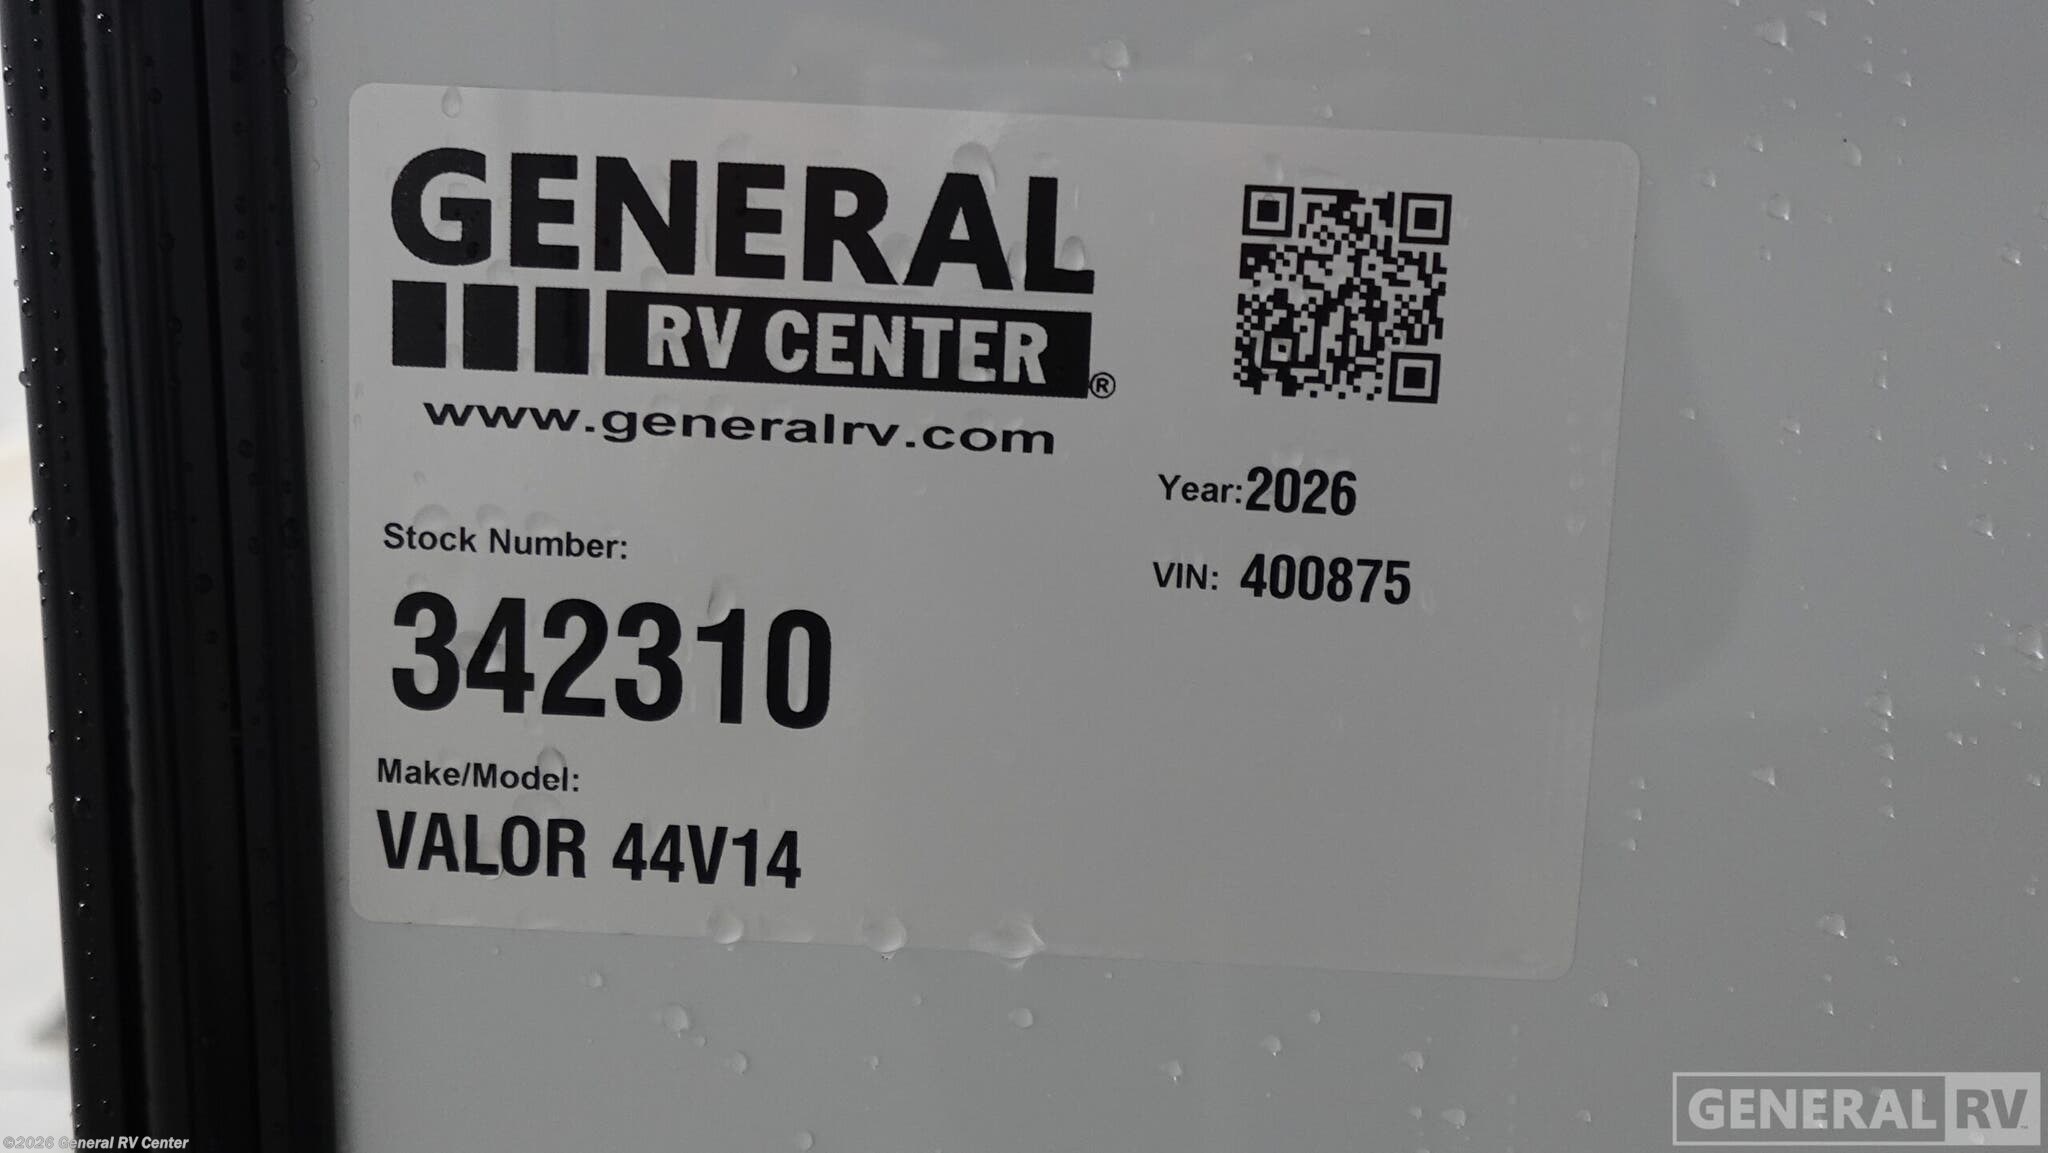 GENERAL
RV CENTER®
www.generalrv.com
Year: 2026
VIN: 400875
Stock Number:
342310
Make/Model:
VALOR 44V14
GENERAL RV™
©2026 General RV Center